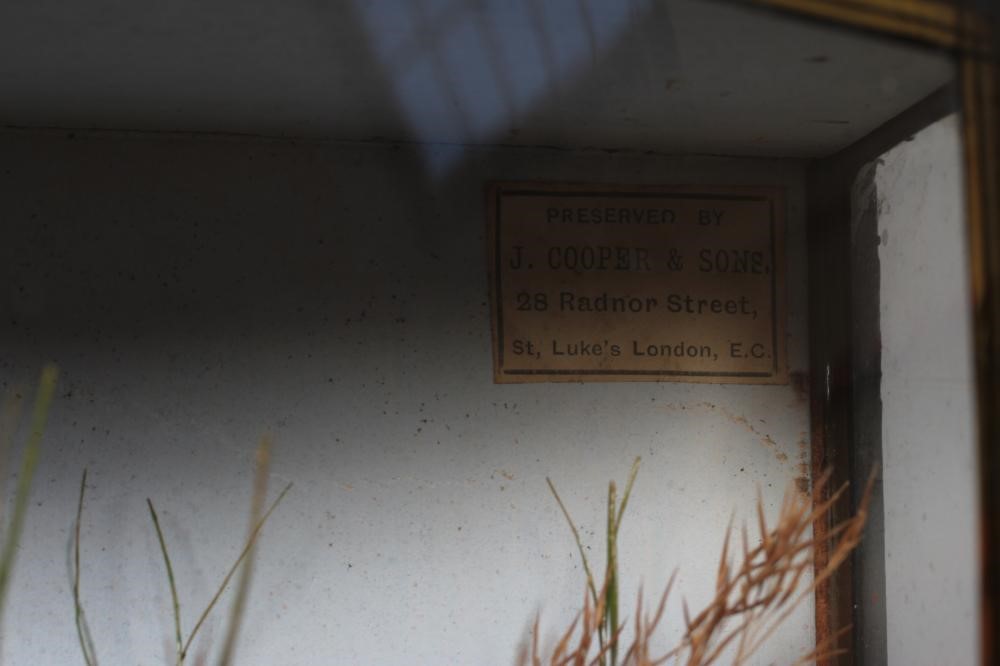 PRESERVED BY
J. COOPER & SONS.
28 Radnor Street,
St, Luke's London, E.C.